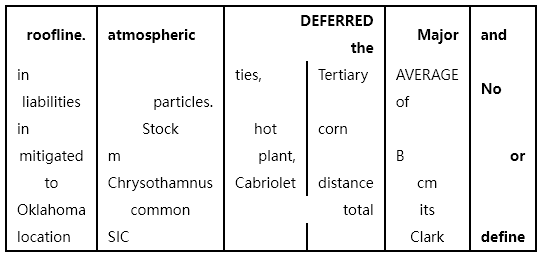 roofline. atmospheric DEFERRED the Major and
in liabilities particles. ties, Tertiary AVERAGE of No
in Stock hot corn
mitigated m plant, B or
to Chrysothamnus Cabriolet distance cm
Oklahoma common total its
location SIC Clark define